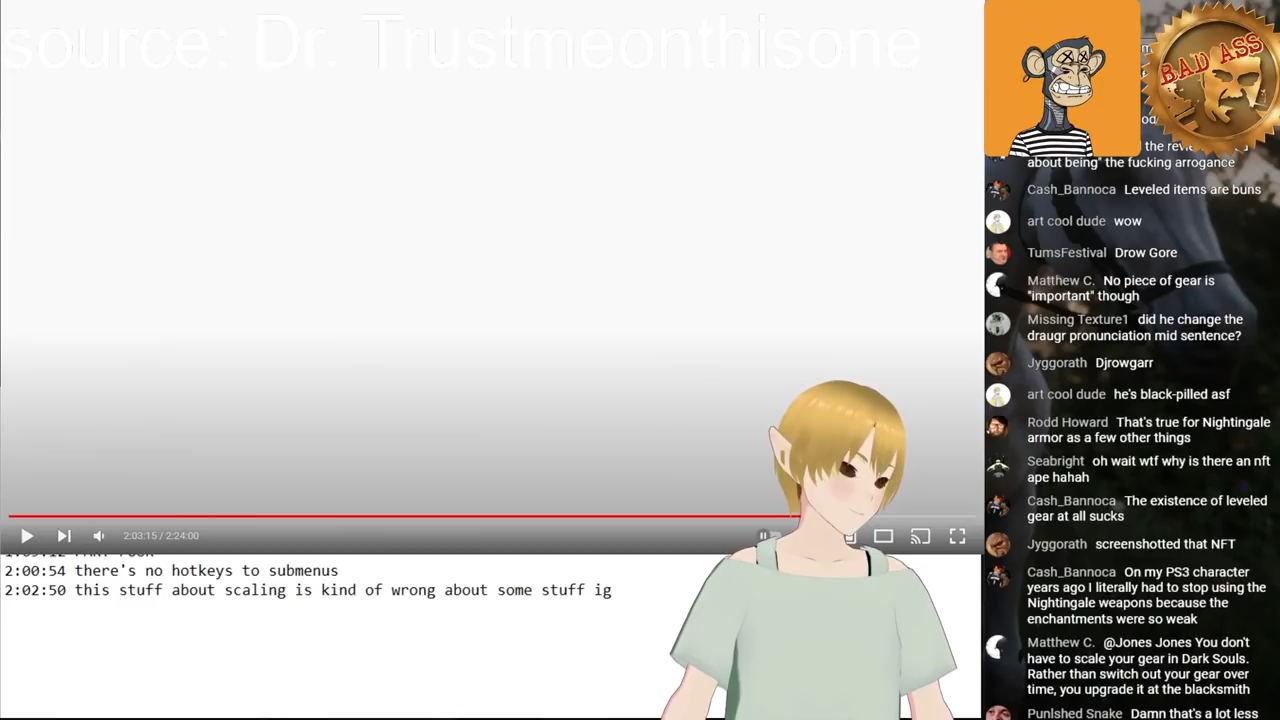 source: Dr. Trustmeonthisone
BAD ASS
the
about being" the fucking arrogance
Cash_Bannoca Leveled items are buns
art cool dude wow
TumsFestival Drow Gore
Matthew C. No piece of gear is
"important" though
Missing Texture1 did he change the
draugr pronunciation mid sentence?
Jyggorath Djrowgarr
art cool dude he's black-pilled asf
Rodd Howard That's true for Nightingale
armor as a few other things
Seabright oh wait wtf why is there an nft
ape hahah
Cash_Bannoca The existence of leveled
gear at all sucks
Jyggorath screenshotted that NFT
Cash_Bannoca On my PS3 character
years ago I literally had to stop using the
Nightingale weapons because the
enchantments were so weak
Matthew C. @Jones Jones You don't
have to scale your gear in Dark Souls.
Rather than switch out your gear over
time, you upgrade it at the blacksmith
Punlshed Snake Damn that's a lot less
2:03:15 / 2:24:00
2:00:54 there's no hotkeys to submenus
2:02:50 this stuff about scaling is kind of wrong about some stuff ig